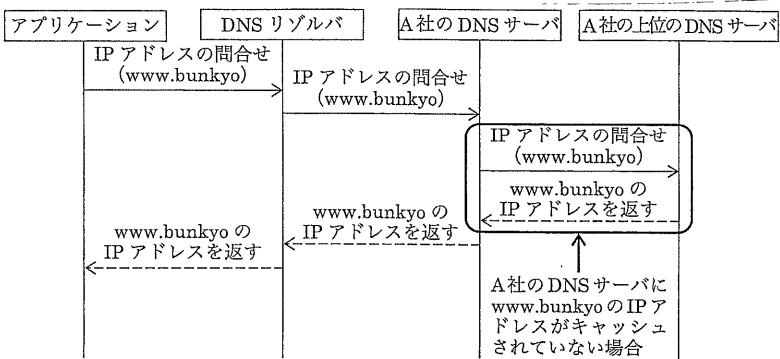 アプリケーション
DNS リゾルバ
A 社の DNS サーバ
A 社の上位の DNS サーバ
IP アドレスの問合せ
(www.bunkyo)
IP アドレスの問合せ
(www.bunkyo)
IP アドレスの問合せ
(www.bunkyo)
www.bunkyo の
IP アドレスを返す
www.bunkyo の
IP アドレスを返す
www.bunkyo の
IP アドレスを返す
A 社の DNS サーバに
www.bunkyo の IP ア
ドレスがキャッシュ
されていない場合